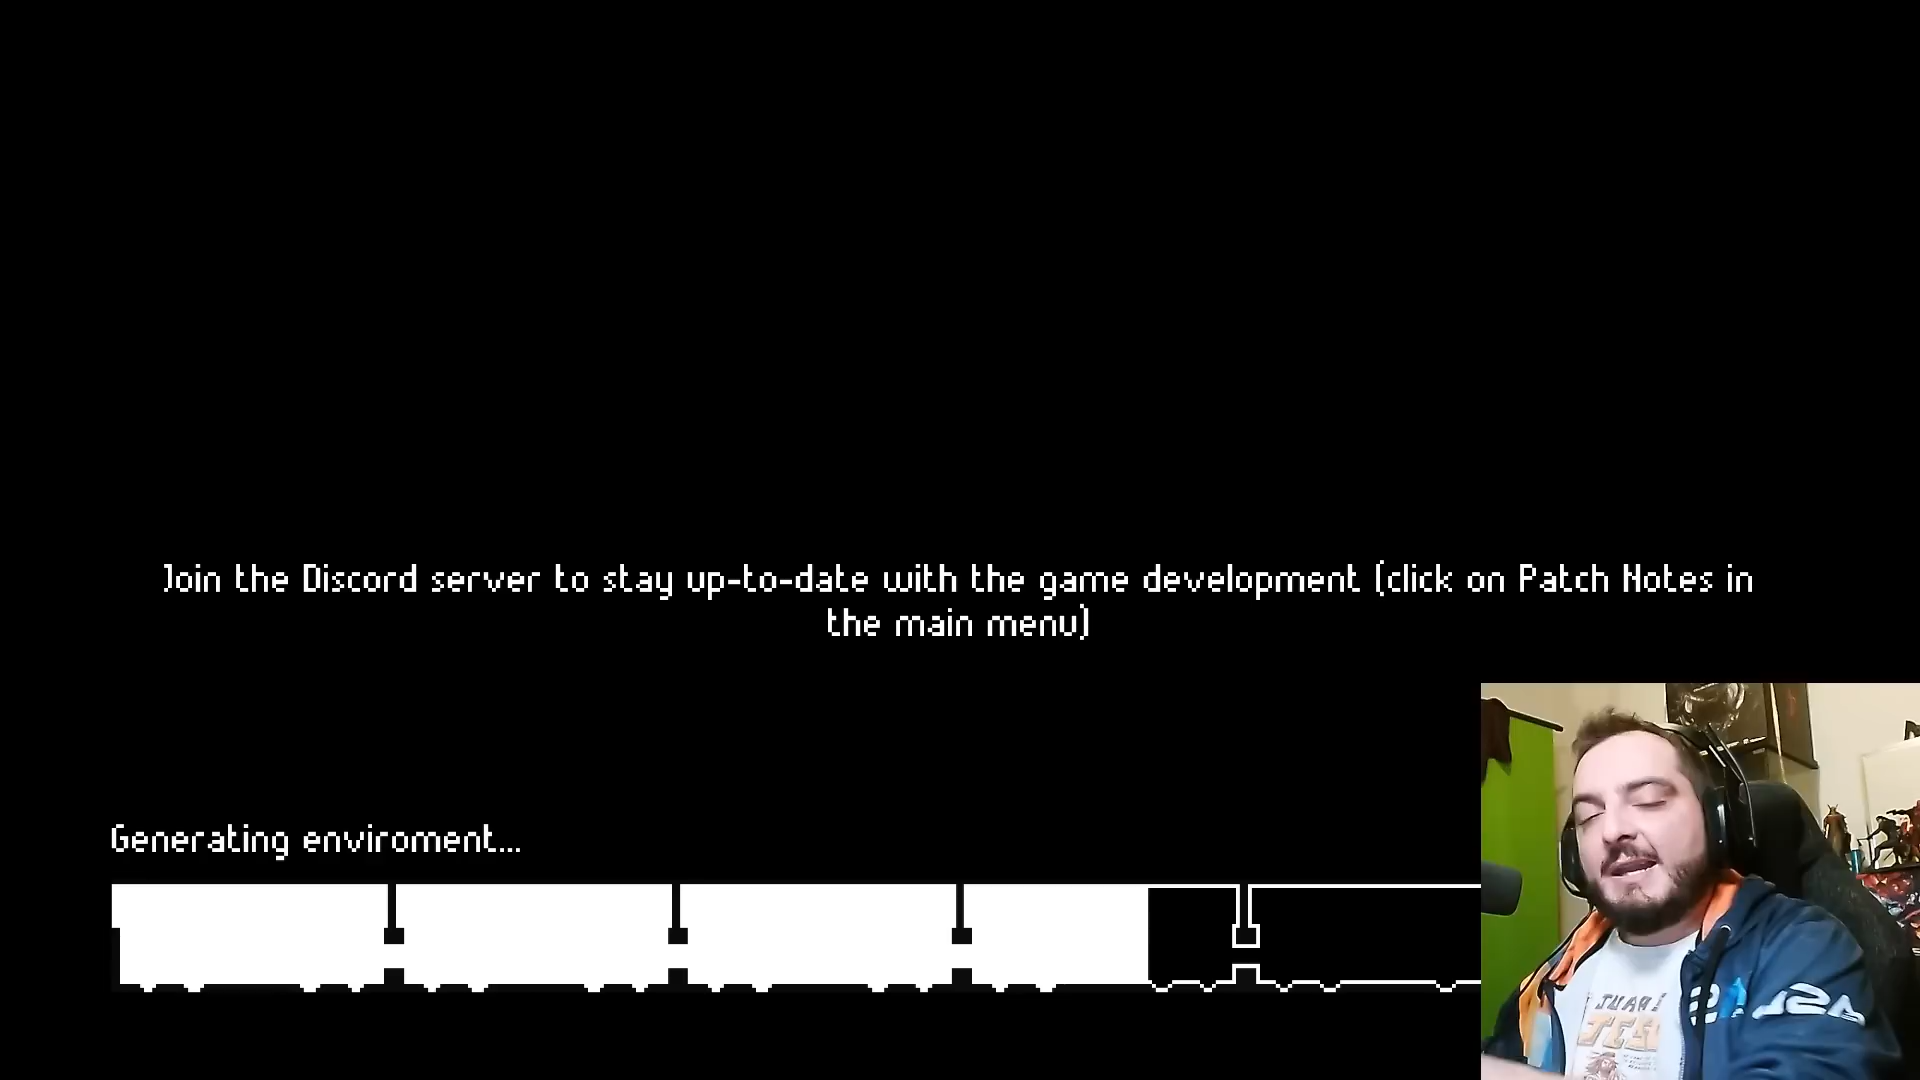 Join the Discord server to stay up-to-date with the game development (click on Patch Notes in
the main menu)
Generating enviroment...